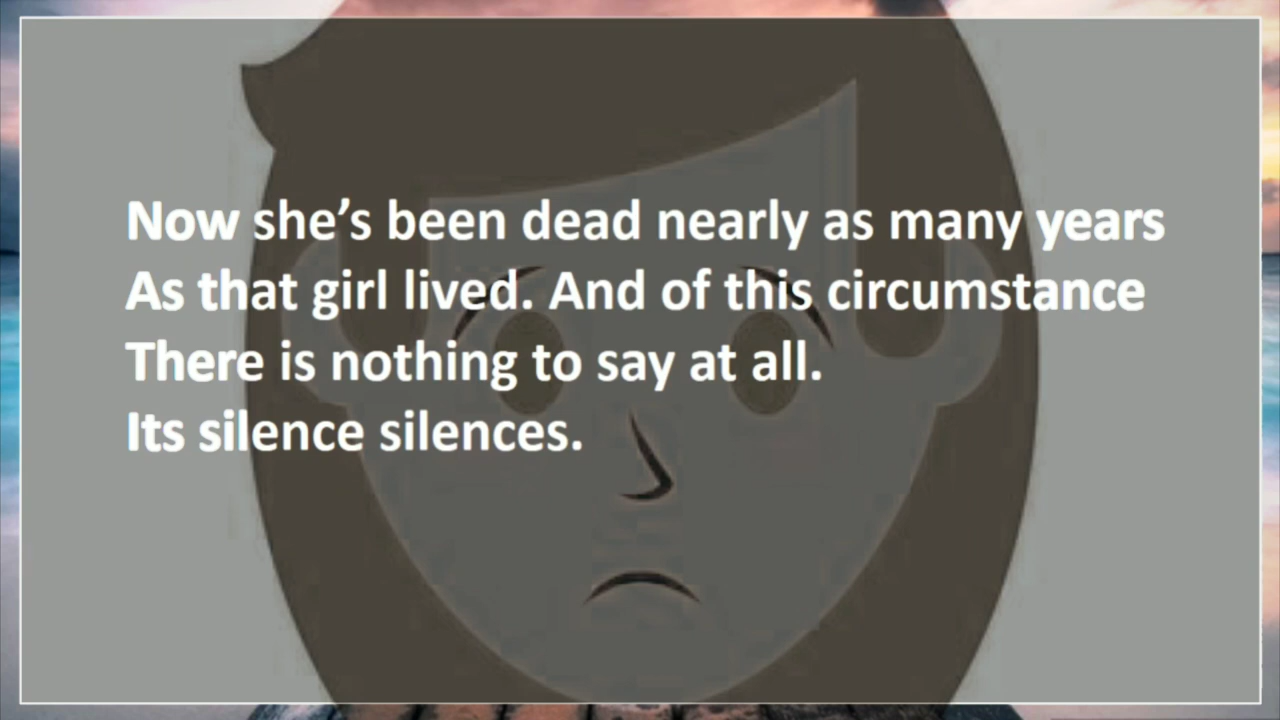 Now she’s been dead nearly as many years
As that girl lived. And of this circumstance
There is nothing to say at all.
Its silence silences.